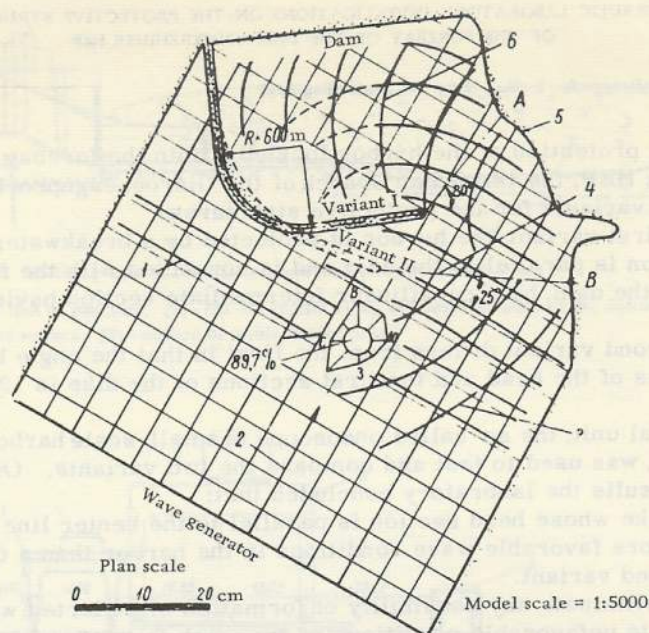 Dam
6
A
5
R=600 m
80°
4
Variant I
Variant II
B
1
25°
89,7%
3
2
Wave generator
Plan scale
0 10 20 cm
Model scale = 1:5000